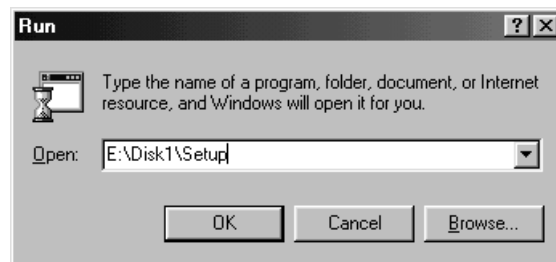 Run
Type the name of a program, folder, document, or Internet
resource, and Windows will open it for you.
Open: E:\Disk1\Setup
OK Cancel Browse...